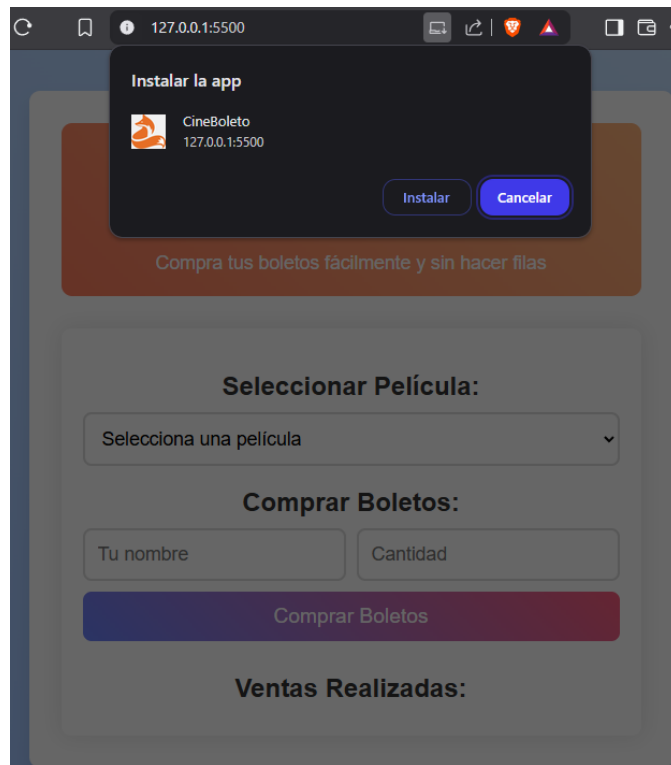 127.0.0.1:5500
Instalar la app
CineBoleto
127.0.0.1:5500
Instalar
Cancelar
Compra tus boletos fácilmente y sin hacer filas
Seleccionar Película:
Selecciona una película
Comprar Boletos:
Tu nombre
Cantidad
Comprar Boletos
Ventas Realizadas: